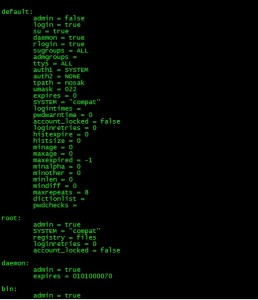 default:
admin = false
login = true
su = true
daemon = true
rlogin = true
sugroups = ALL
admgroups =
ttys = ALL
auth1 = SYSTEM
auth2 = NONE
tpath = nosak
umask = 022
expires = 0
SYSTEM = "compat"
logintimes =
pwdwarntime = 0
account_locked = false
loginretries = 0
histexpire = 0
histsize = 0
minage = 0
maxage = 0
maxexpired = -1
minalpha = 0
minother = 0
minlen = 0
mindiff = 0
maxrepeats = 8
dictionlist =
pwdchecks =
root:
admin = true
SYSTEM = "compat"
registry = files
loginretries = 0
account_locked = false
daemon:
admin = true
expires = 0101000070
bin:
admin = true